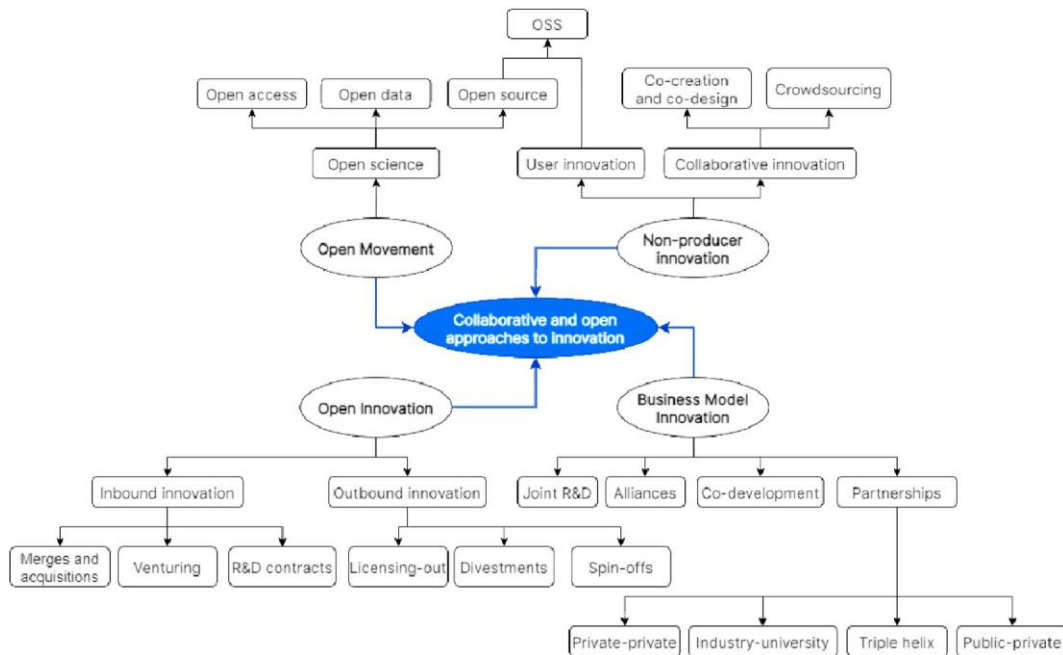 OSS
Open access
Open data
Open source
Co-creation
and co-design
Crowdsourcing
Open science
User innovation
Collaborative innovation
Open Movement
Non-producer
innovation
Collaborative and open
approaches to innovation
Open Innovation
Business Model
Innovation
Inbound innovation
Outbound innovation
Joint R&D
Alliances
Co-development
Partnerships
Merges and
acquisitions
Venturing
R&D contracts
Licensing-out
Divestments
Spin-offs
Private-private
Industry-university
Triple helix
Public-private